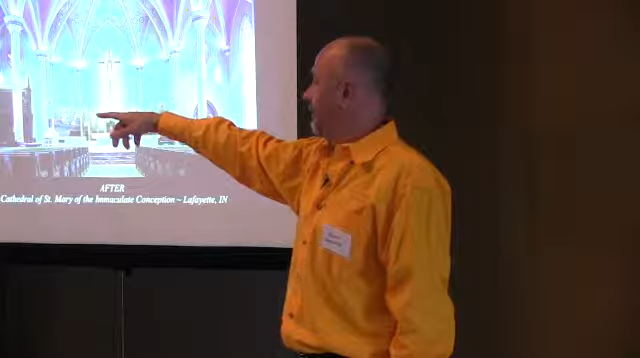 AFTER
Cathedral of St. Mary of the Immaculate Conception ~ Lafayette, IN